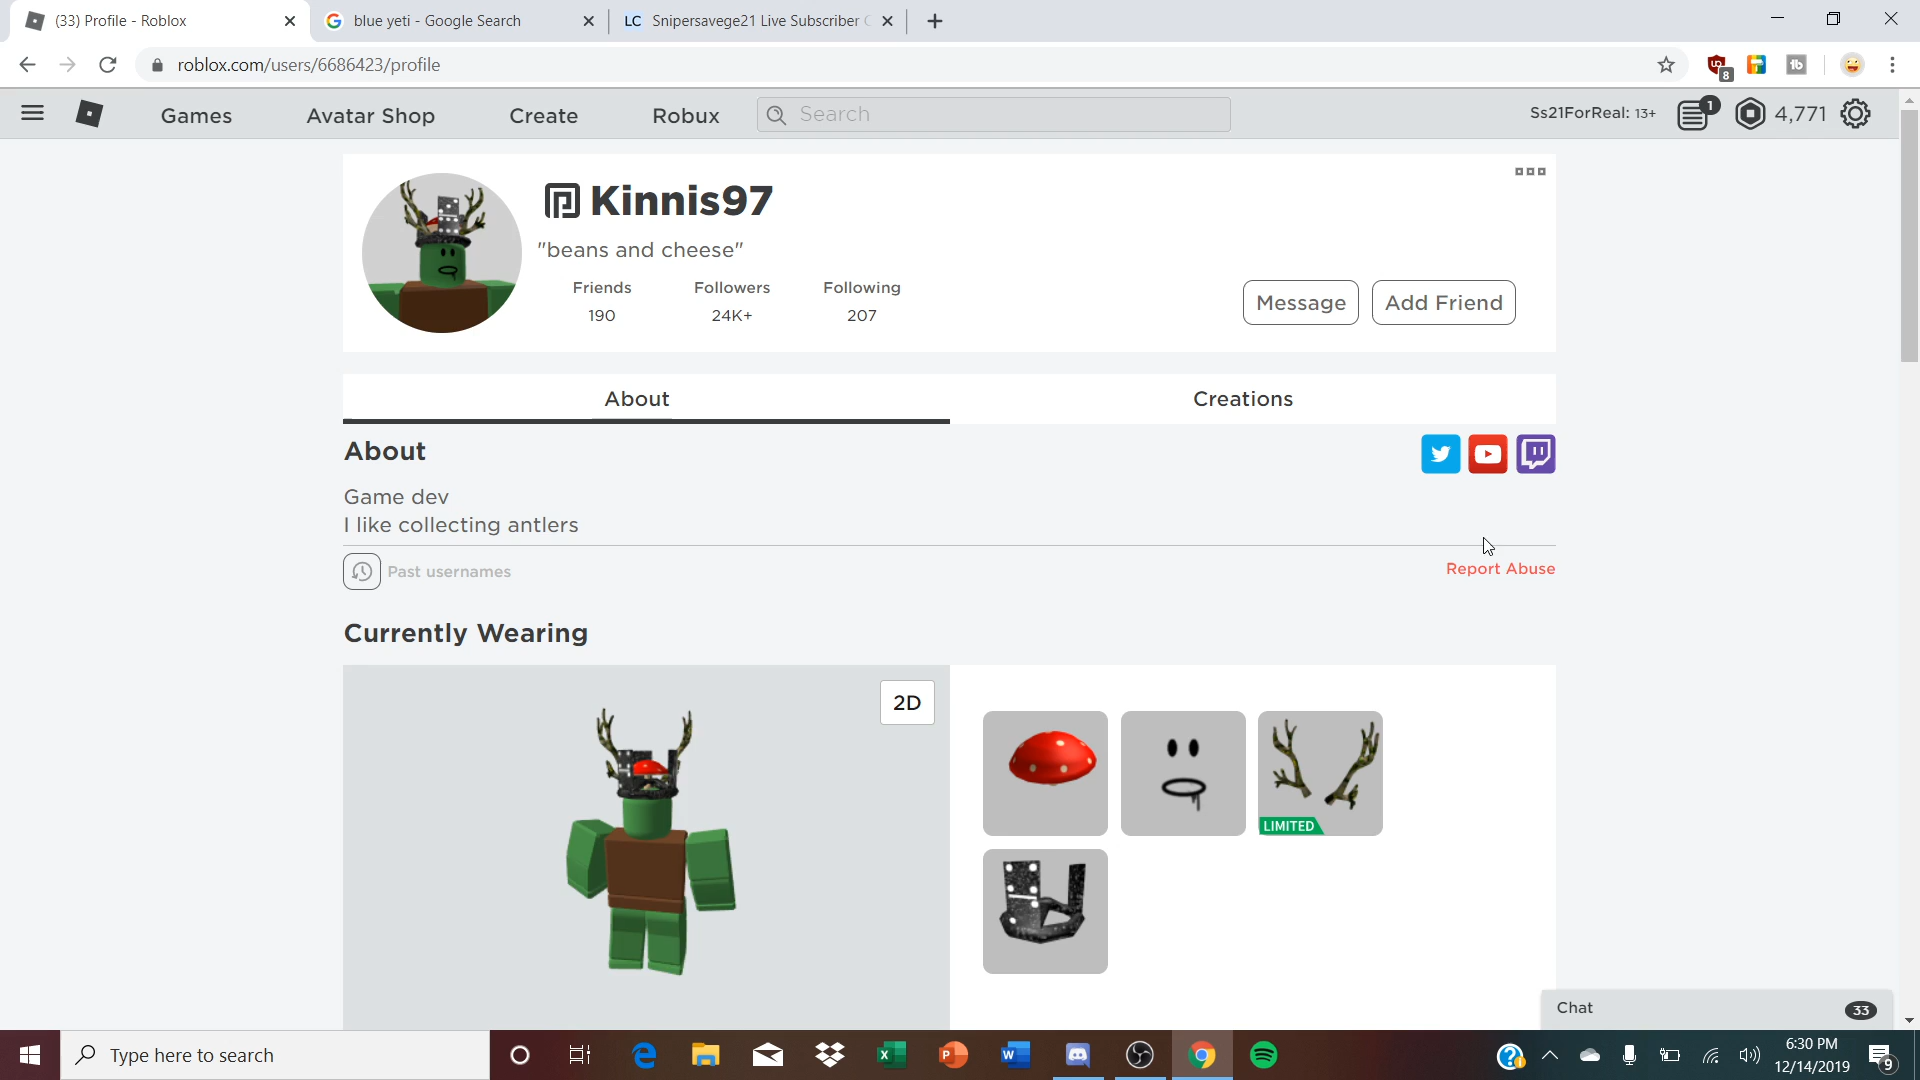 (33) Profile - Roblox
blue yeti - Google Search
LC Snipersavege21 Live Subscriber C
roblox.com/users/6686423/profile
8
Games
Avatar Shop
Create
Robux
Search
Ss21ForReal: 13+
1
4,771
Kinnis97
"beans and cheese"
Friends Followers Following
190 24K+ 207
Message
Add Friend
About
Creations
About
Game dev
I like collecting antlers
Past usernames
Report Abuse
Currently Wearing
2D
LIMITED
Chat
33
Type here to search
6:30 PM
12/14/2019
9